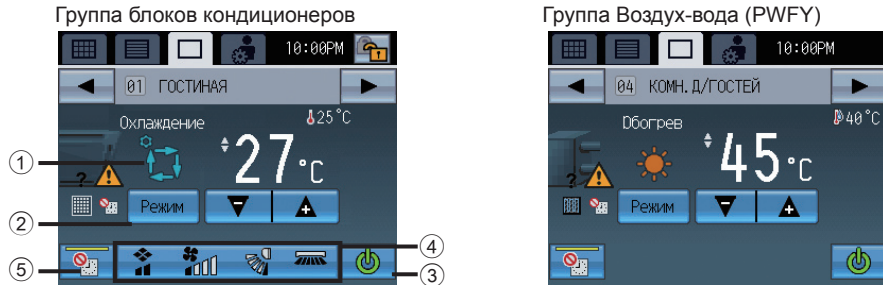 Группа блоков кондиционеров
10:00PM
01 ГОСТИНАЯ
25°C
Охлаждение
27°C
?
Режим
1
2
3
4
5
Группа Воздух-вода (PWFY)
10:00PM
04 КОМН.Д/ГОСТЕЙ
40°C
Обогрев
45°C
?
Режим